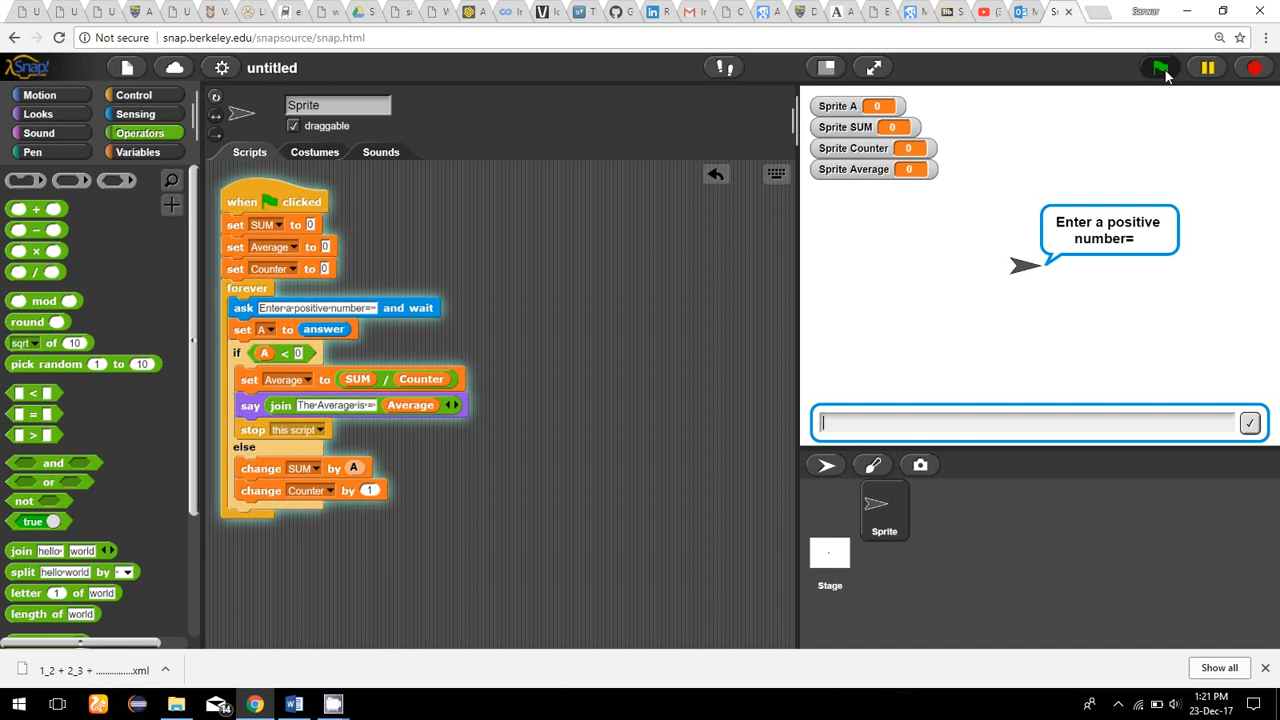 Sarwar
Not secure | snap.berkeley.edu/snapsource/snap.html
Snap!
untitled
Motion Control
Looks Sensing
Sound Operators
Pen Variables
+
−
×
/
mod
round
sqrt of 10
pick random 1 to 10
<
=
>
and
or
not
true
join hello world
split hello world by
letter 1 of world
length of world
Sprite
draggable
Scripts Costumes Sounds
when clicked
set SUM to 0
set Average to 0
set Counter to 0
forever
ask Enter a positive number= and wait
set A to answer
if A < 0
set Average to SUM / Counter
say join The Average is = Average
stop this script
else
change SUM by A
change Counter by 1
Sprite A 0
Sprite SUM 0
Sprite Counter 0
Sprite Average 0
Enter a positive
number=
Sprite
Stage
1_2 + 2_3 + ...............xml
Show all
14
1:21 PM
23-Dec-17